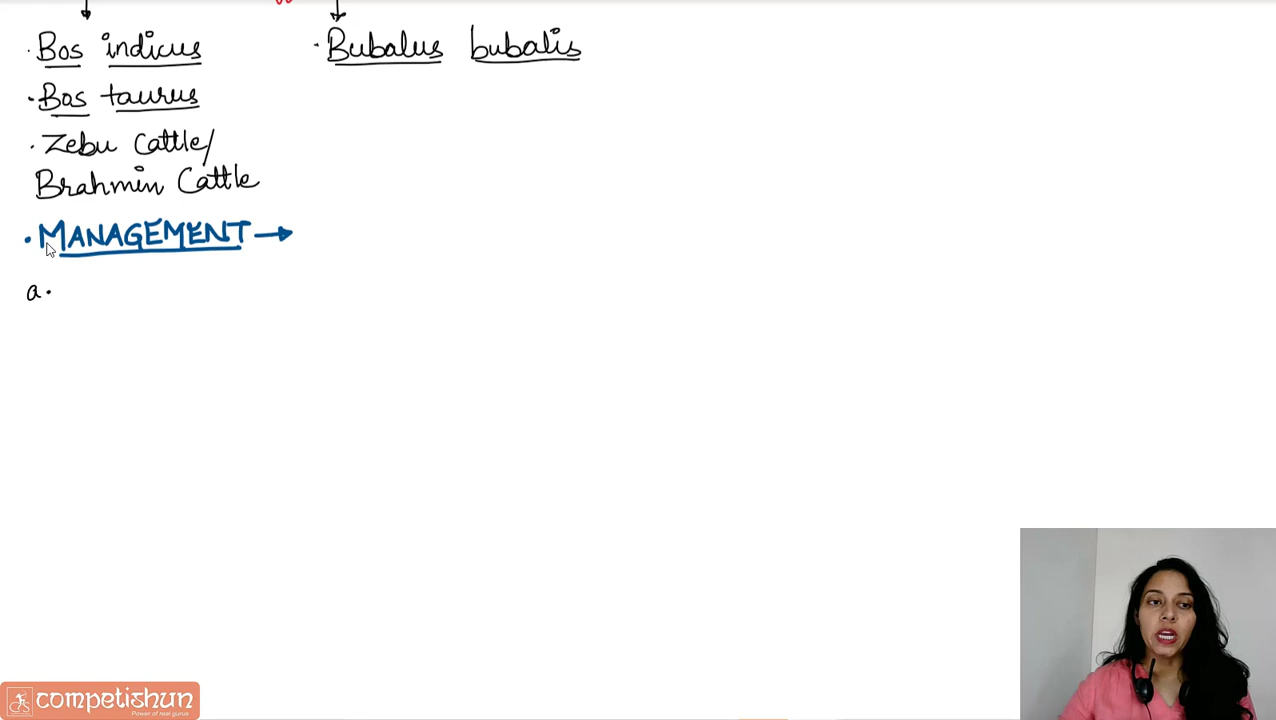 · Bos indicus
· Bubalus bubalis
· Bos taurus
· Zebu Cattle/
Brahmin Cattle
· MANAGEMENT →
a.
competishun
Power of real gurus